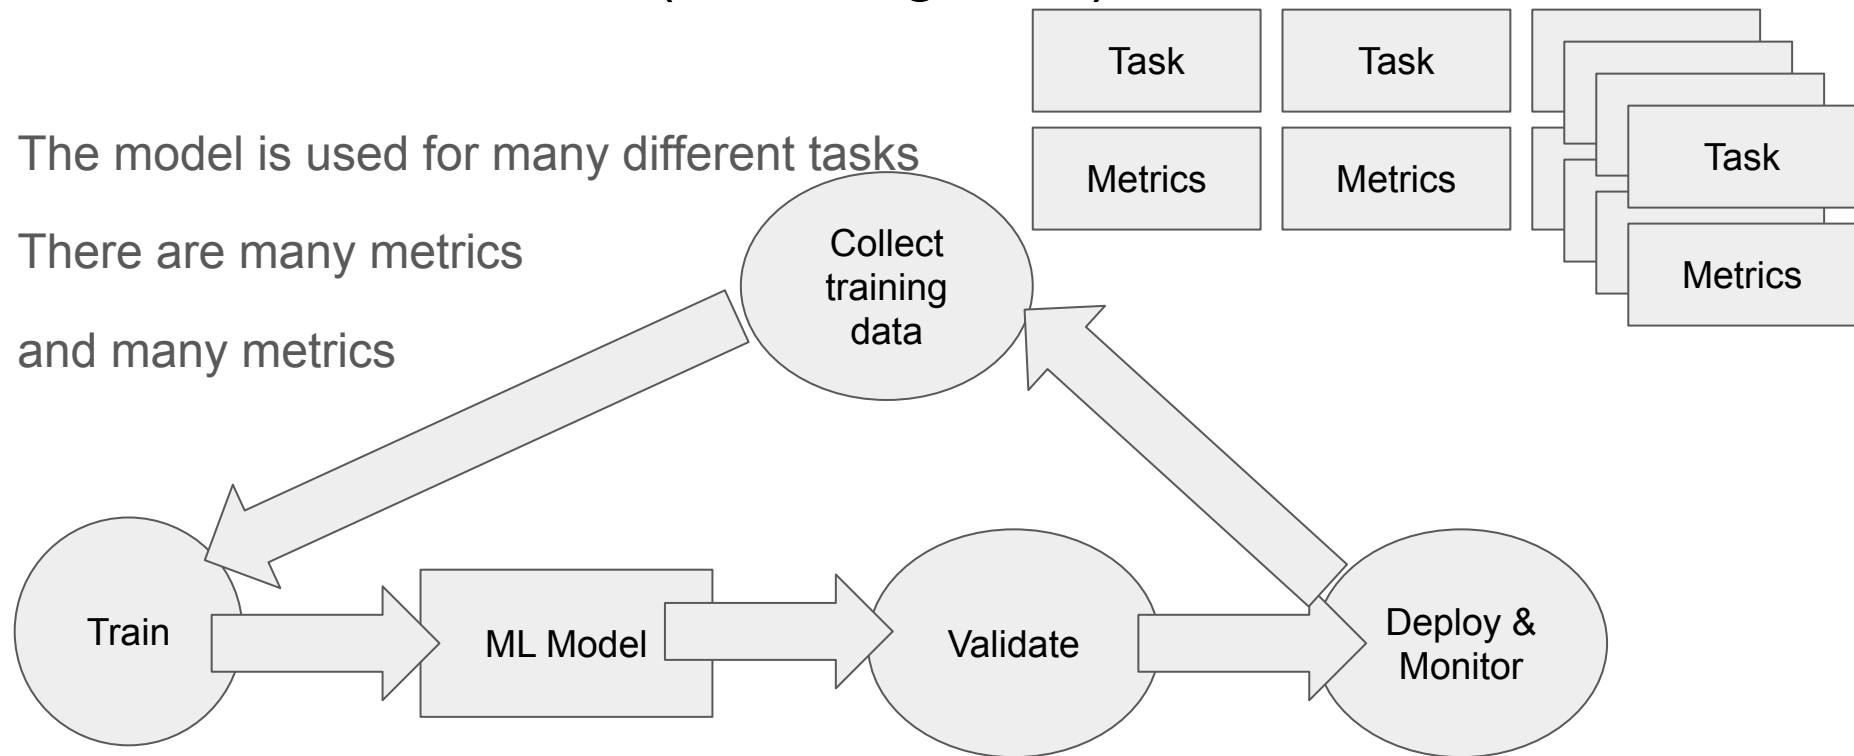 Task
Task
Task
Metrics
Metrics
Metrics
The model is used for many different tasks
There are many metrics
and many metrics
Collect
training
data
Train
ML Model
Validate
Deploy &
Monitor